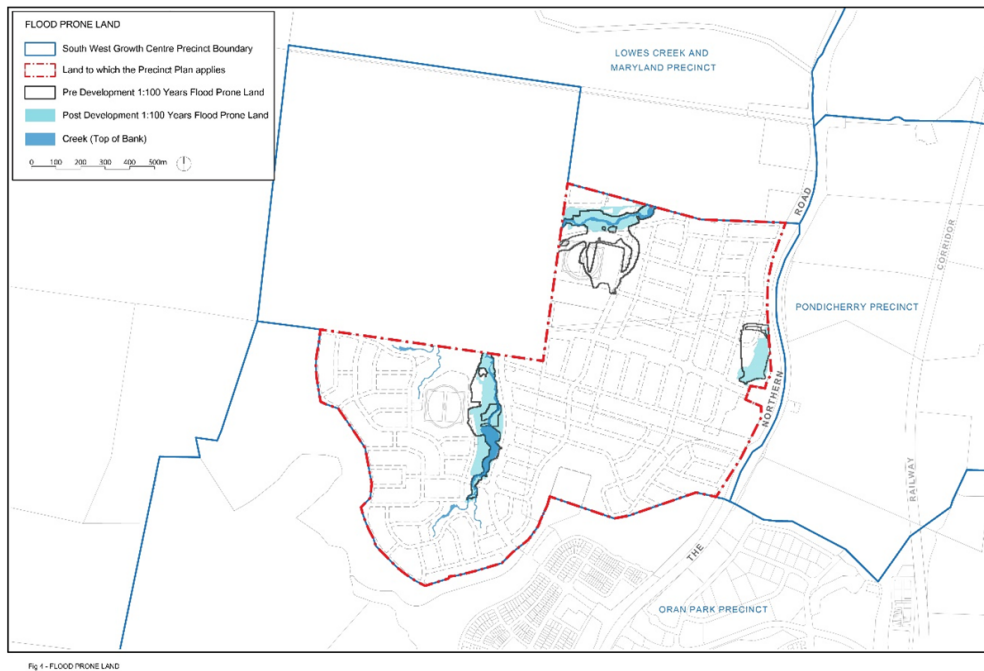 FLOOD PRONE LAND
South West Growth Centre Precinct Boundary
Land to which the Precinct Plan applies
Pre Development 1:100 Years Flood Prone Land
Post Development 1:100 Years Flood Prone Land
Creek (Top of Bank)
0 100 200 300 400 500m
LOWES CREEK AND
MARYLAND PRECINCT
ROAD
CORRIDOR
PONDICHERRY PRECINCT
NORTHERN
RAILWAY
THE
ORAN PARK PRECINCT
Fig 4 - FLOOD PRONE LAND